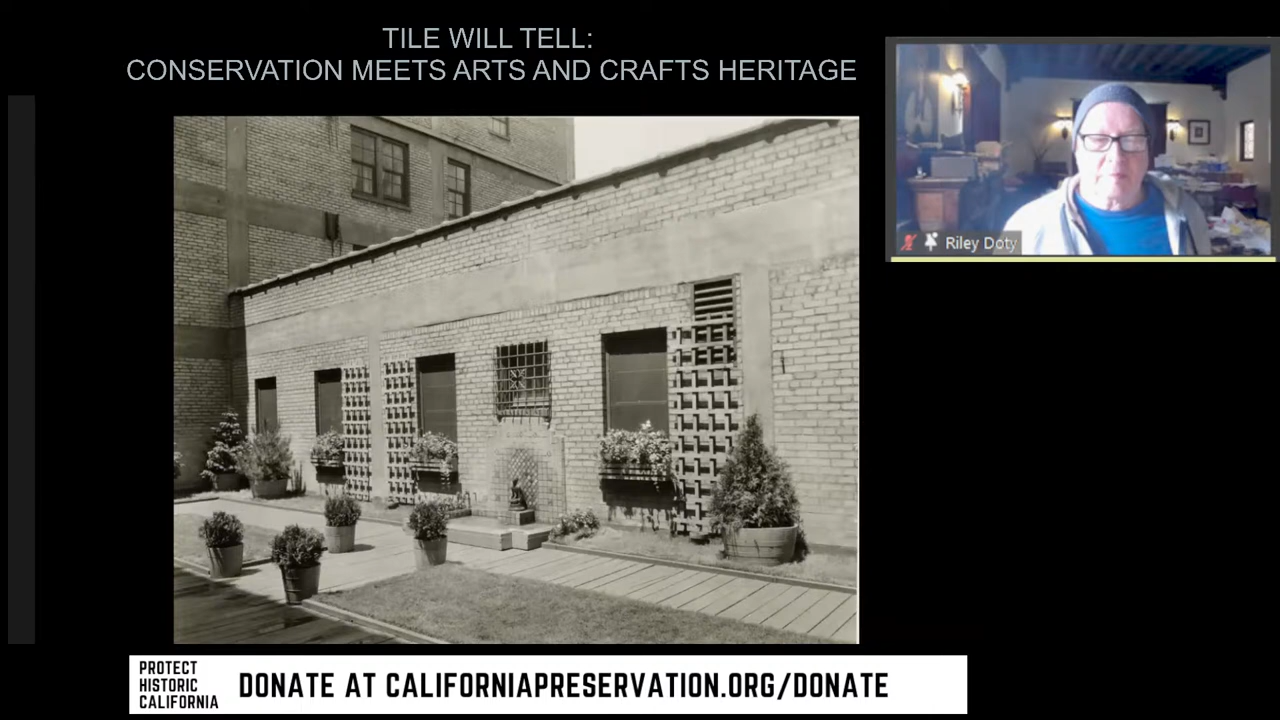 TILE WILL TELL:
CONSERVATION MEETS ARTS AND CRAFTS HERITAGE
Riley Doty
PROTECT
HISTORIC
CALIFORNIA
DONATE AT CALIFORNIAPRESERVATION.ORG/DONATE